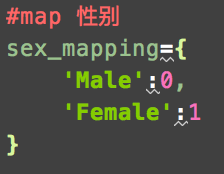 #map 性别
sex_mapping={
    'Male':0,
    'Female':1
}